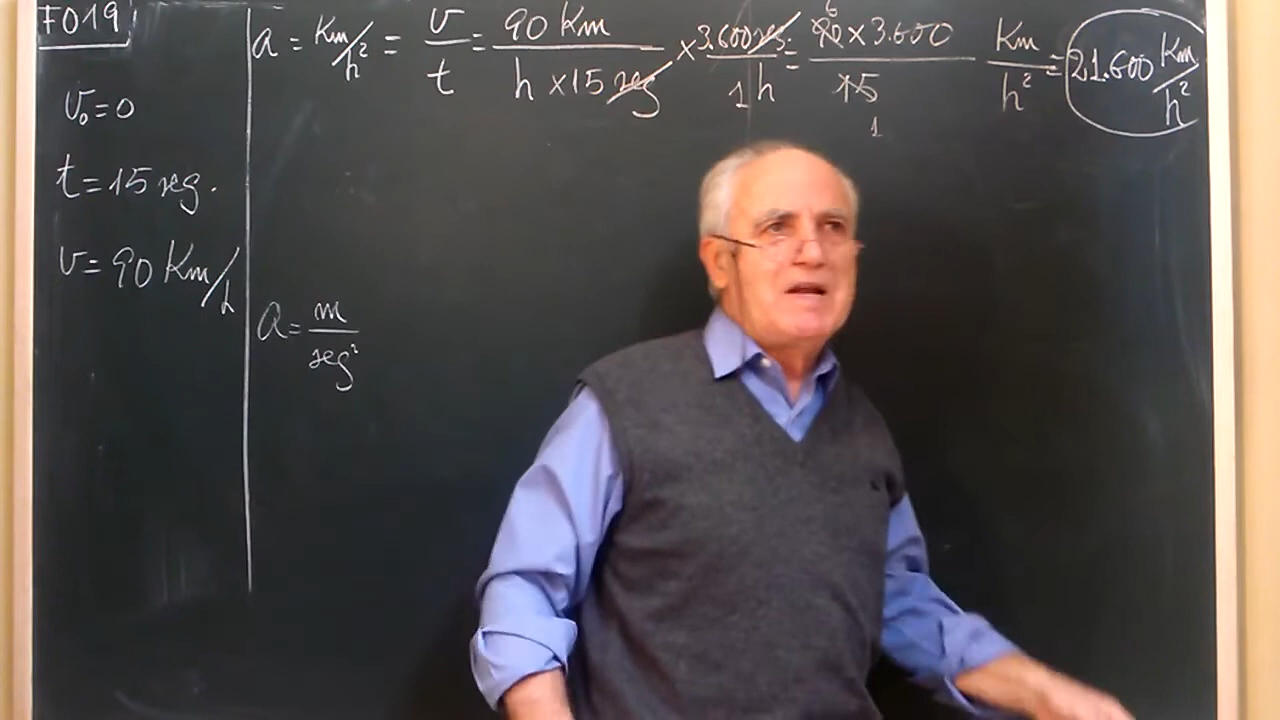 F019
v₀=0
t=15 seg.
v=90 Km/h
a = Km/h² = v/t = 90 Km / h x 15 seg x 3.600 seg. / 1 h = 6 90 x 3.600 / 15 1 Km/h² = 21.600 Km/h²
a = m/seg²